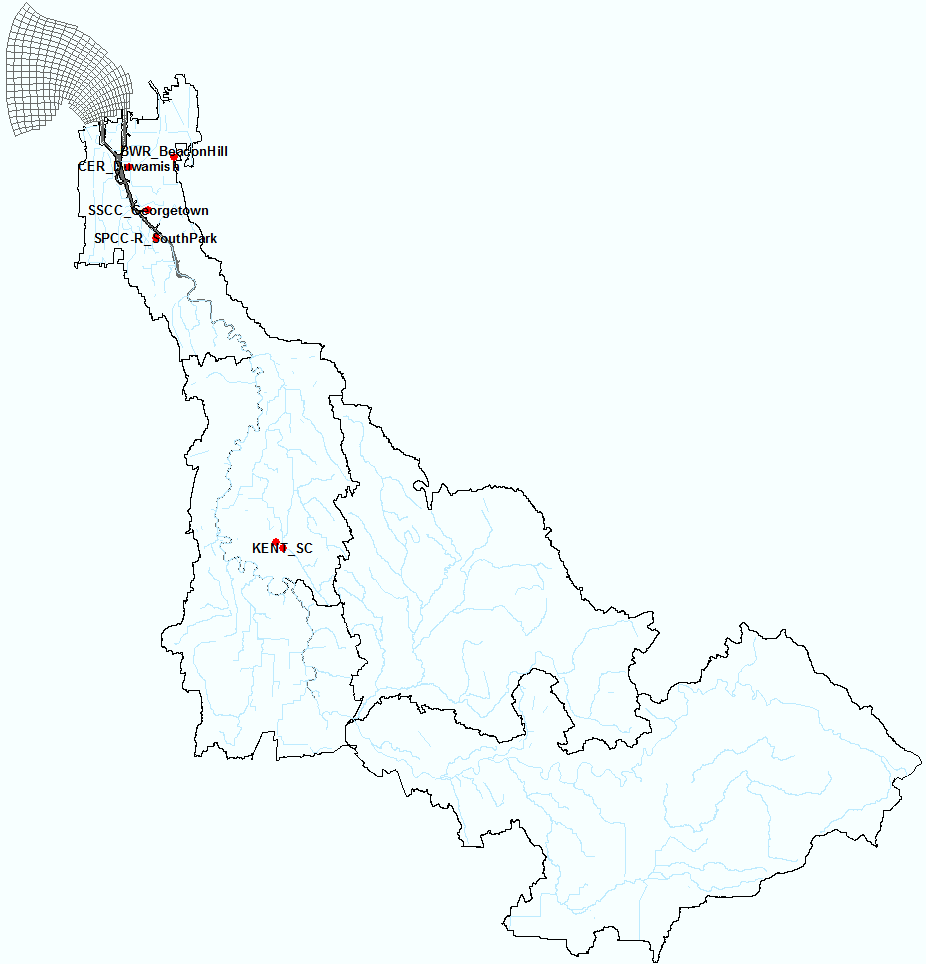 BWR_BeaconHill
CER_Duwamish
SSCC_Georgetown
SPCC-R_SouthPark
KENT_SC